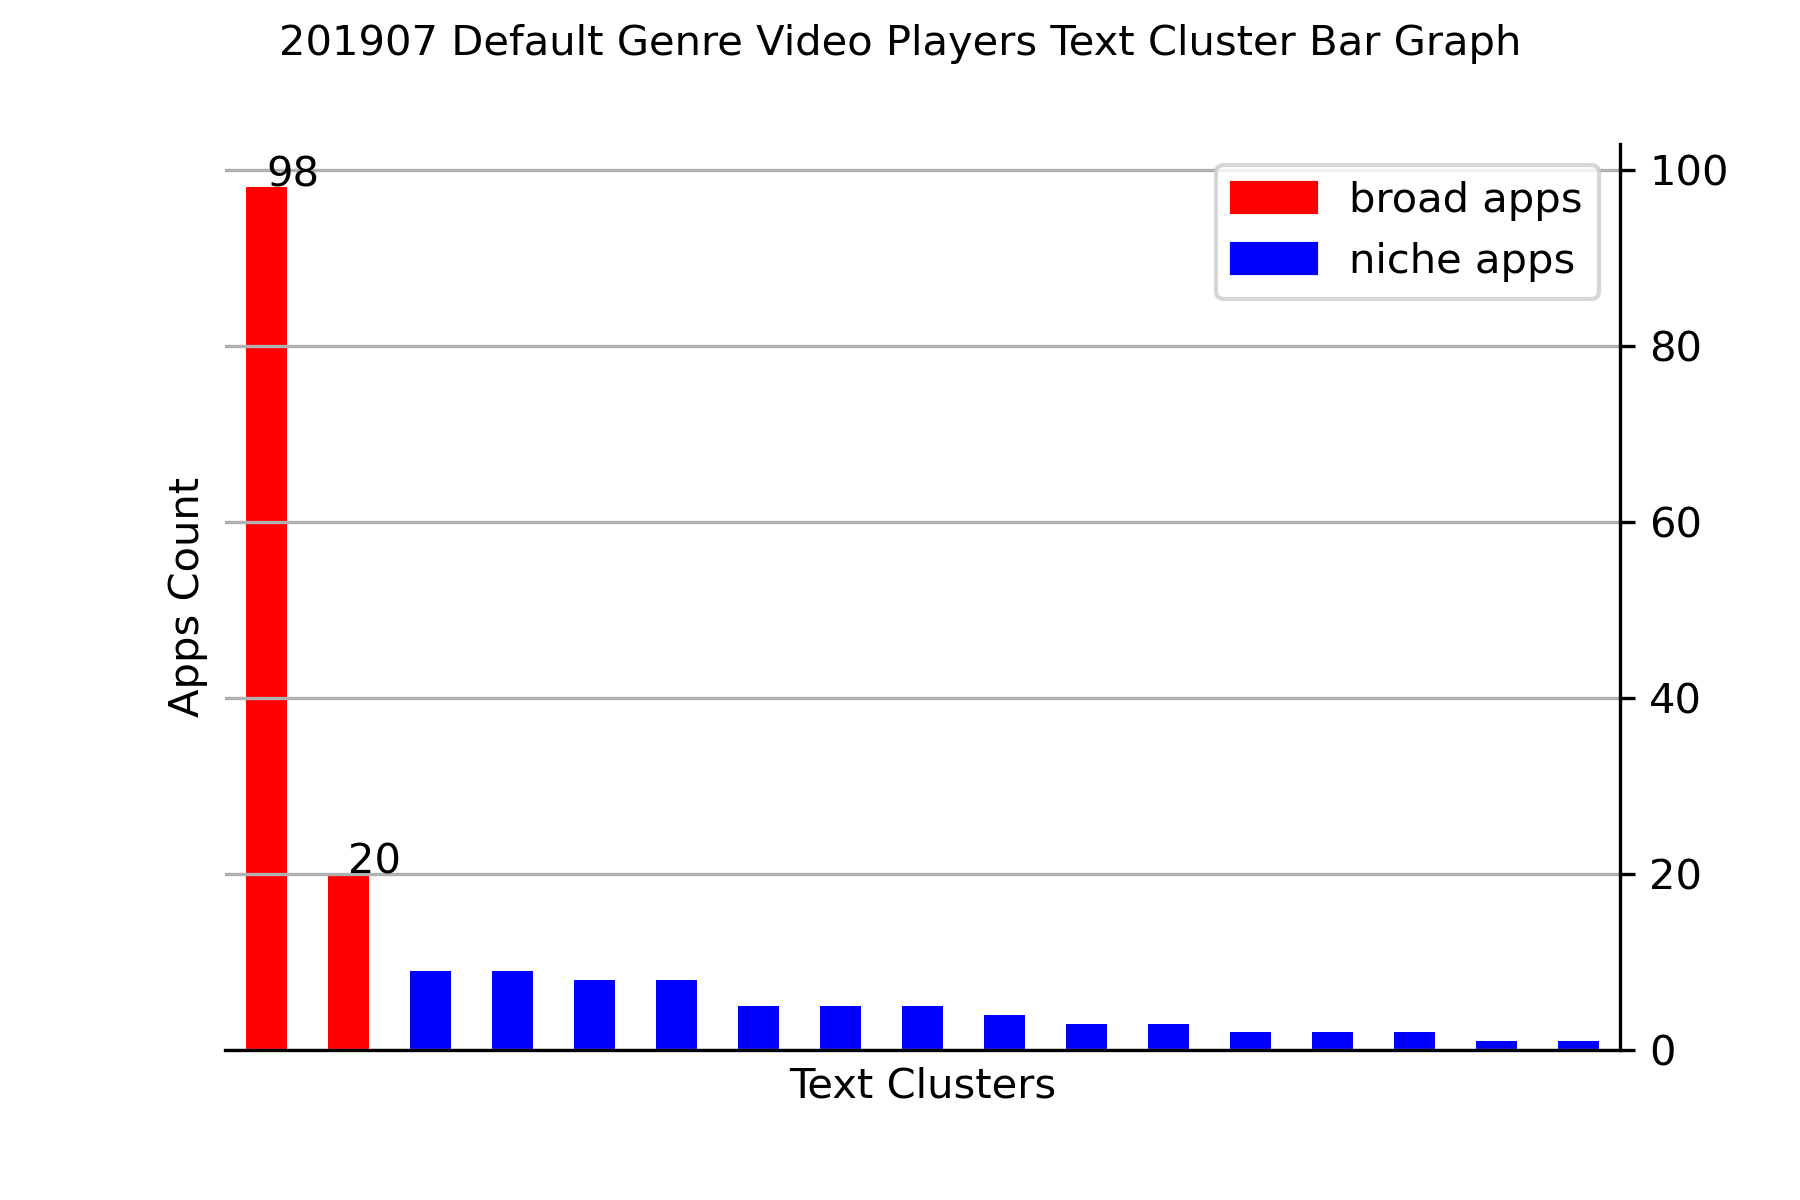 201907 Default Genre Video Players Text Cluster Bar Graph
98
100
broad apps
niche apps
80
60
Apps Count
40
20
20
0
Text Clusters